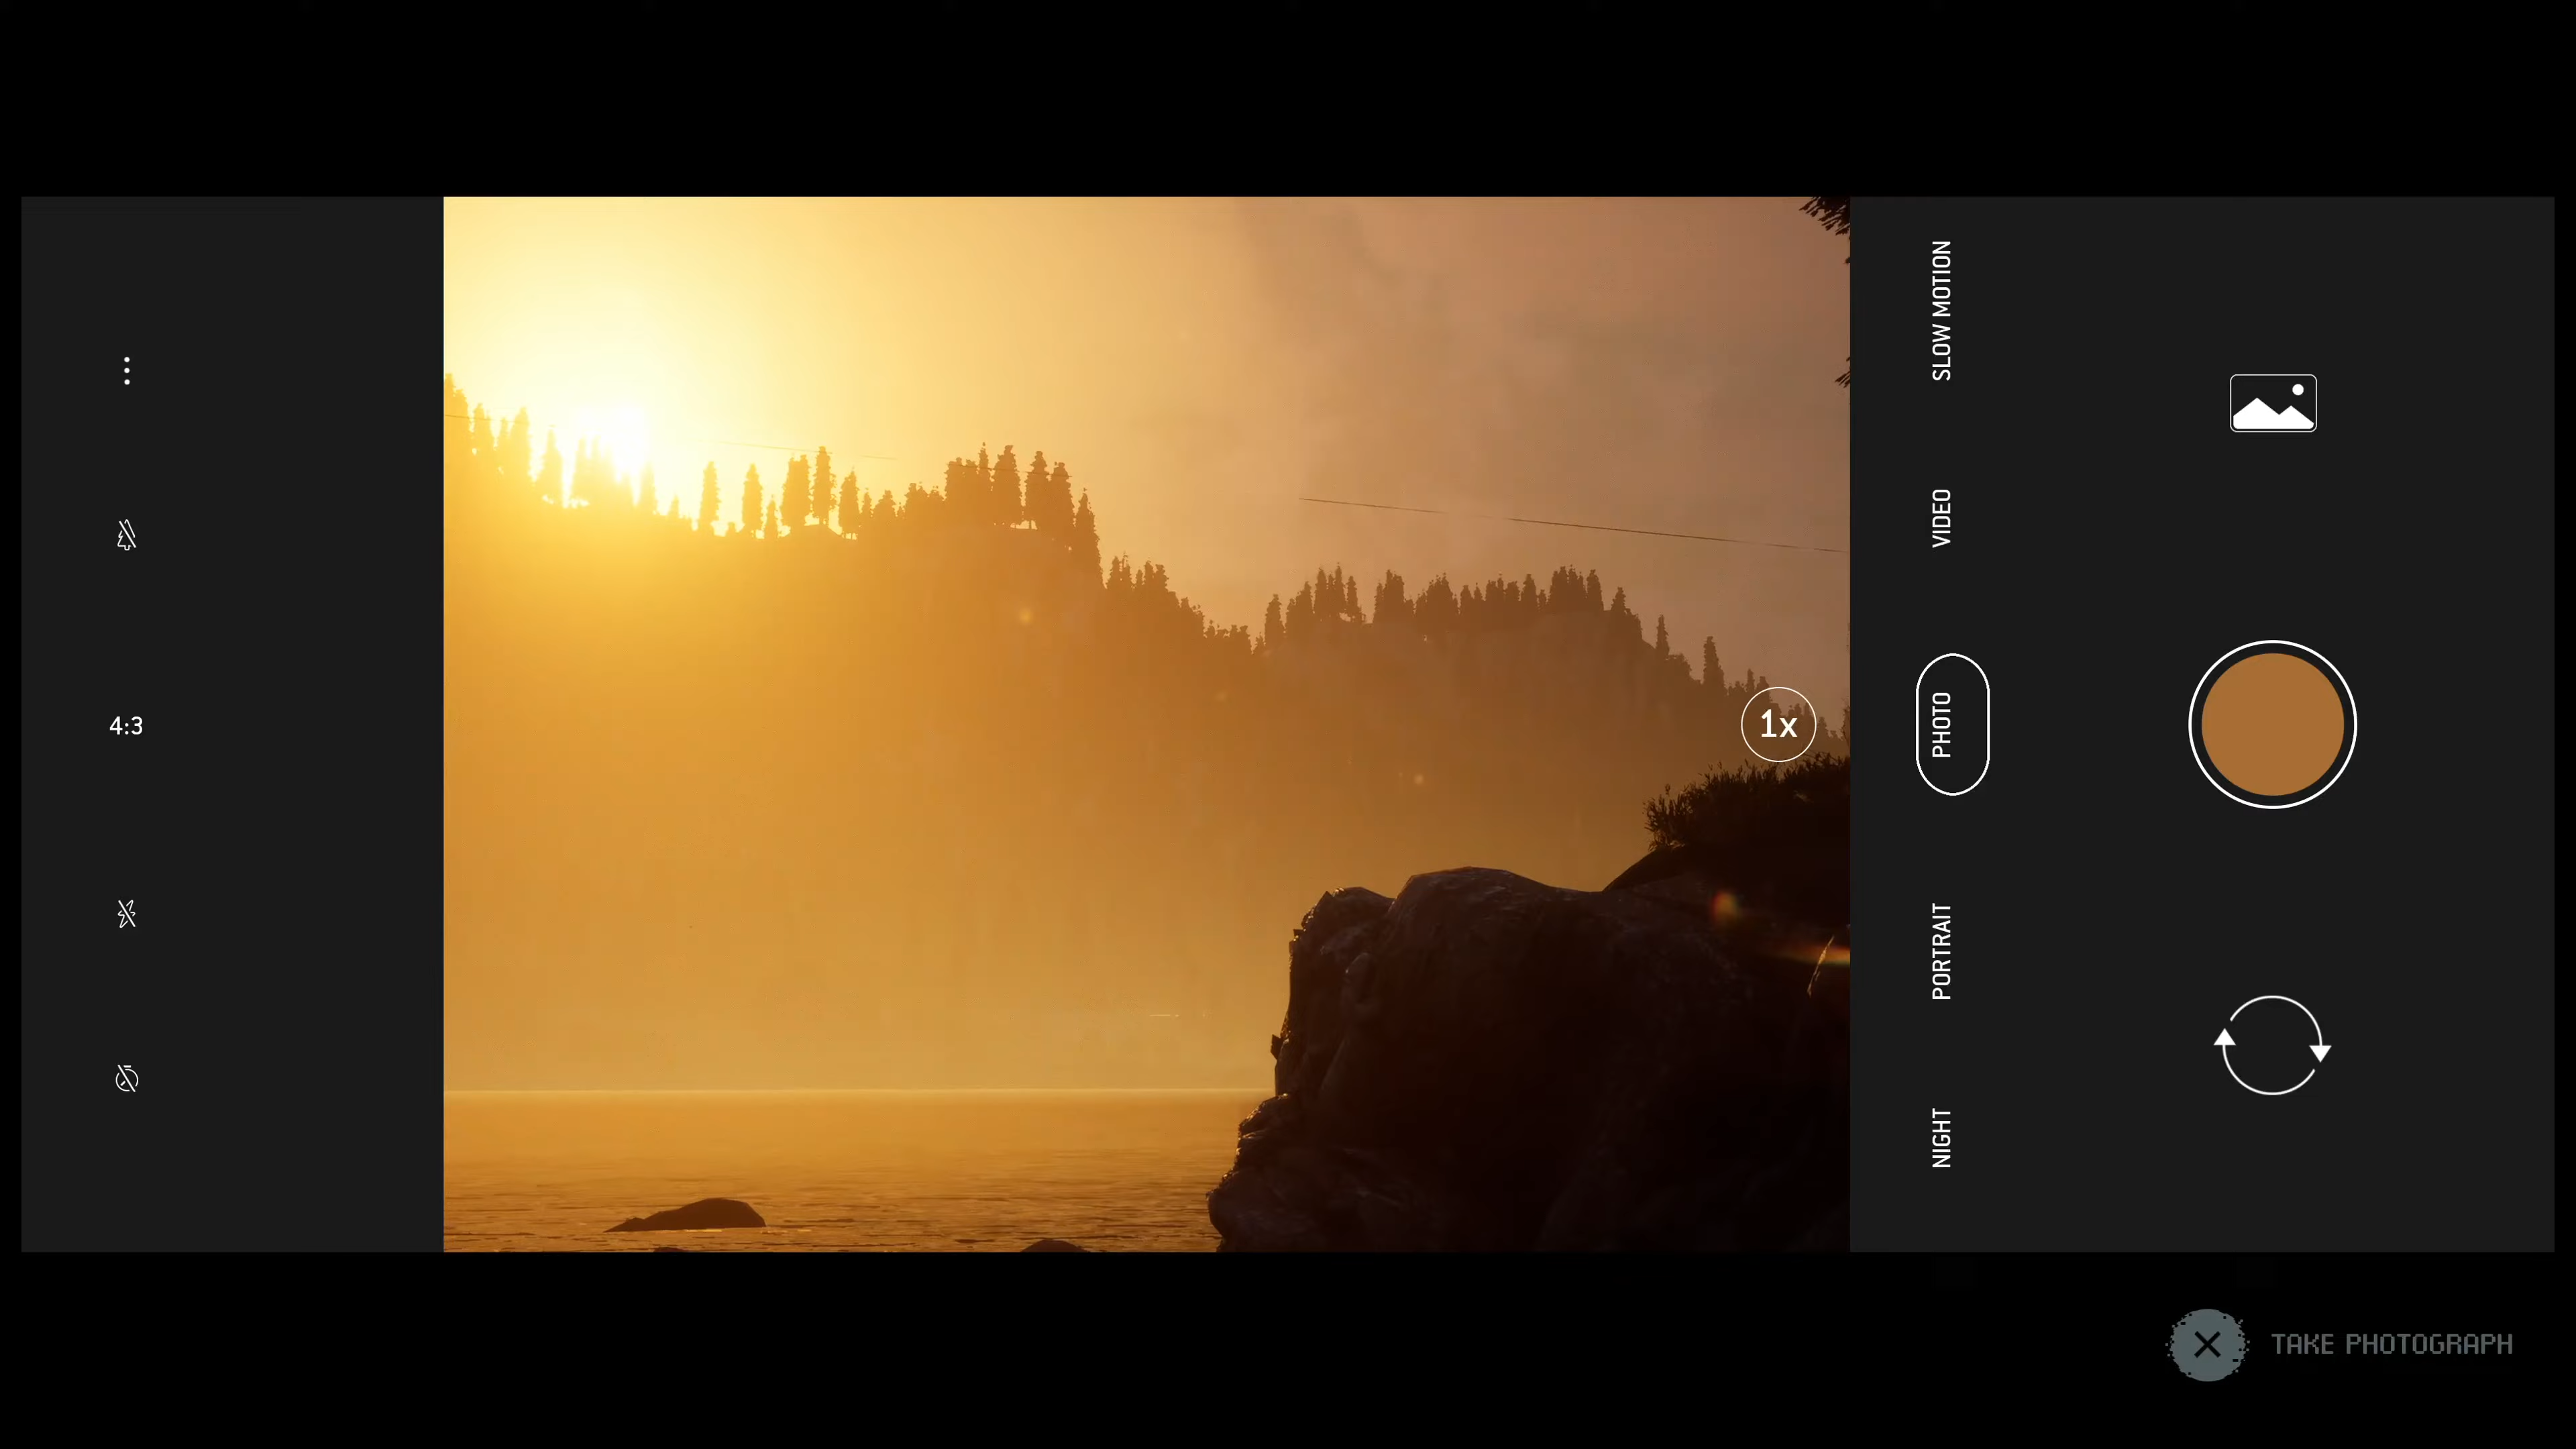 4:3
1x
SLOW MOTION
VIDEO
PHOTO
PORTRAIT
NIGHT
TAKE PHOTOGRAPH